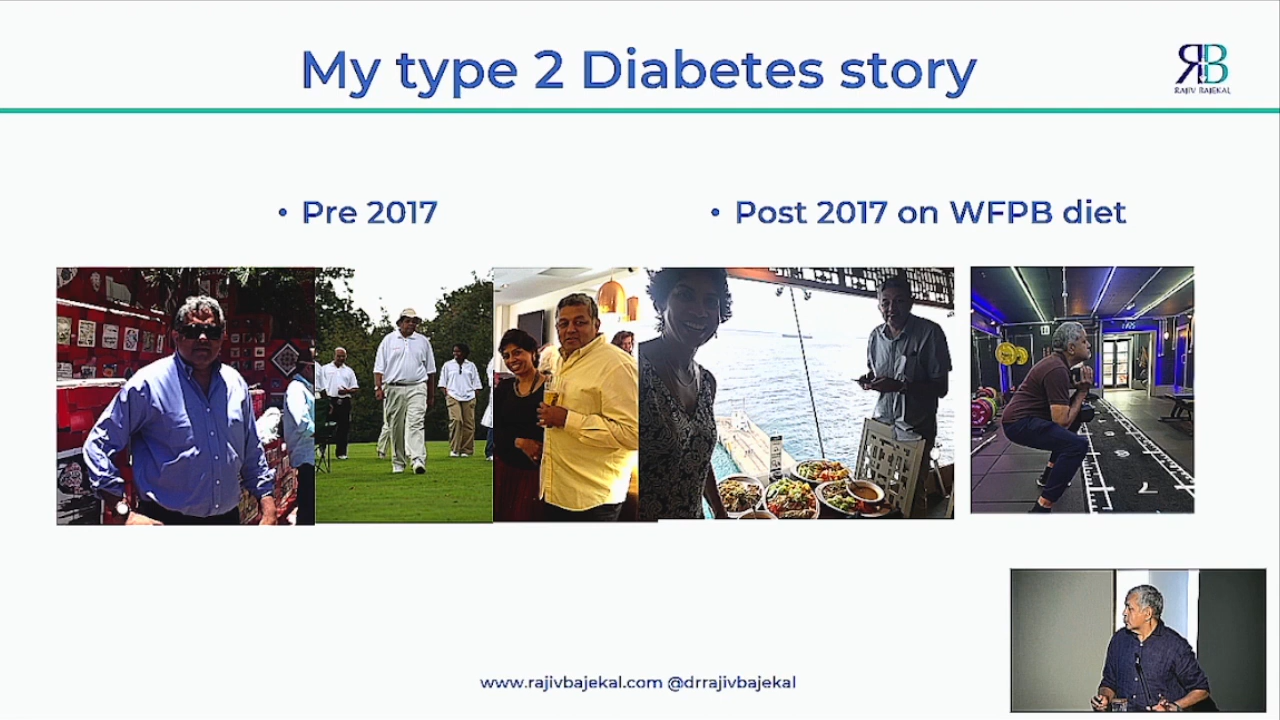 My type 2 Diabetes story
RB
RAJIV BAJEKAL
• Pre 2017
• Post 2017 on WFPB diet
www.rajivbajekal.com @drrajivbajekal